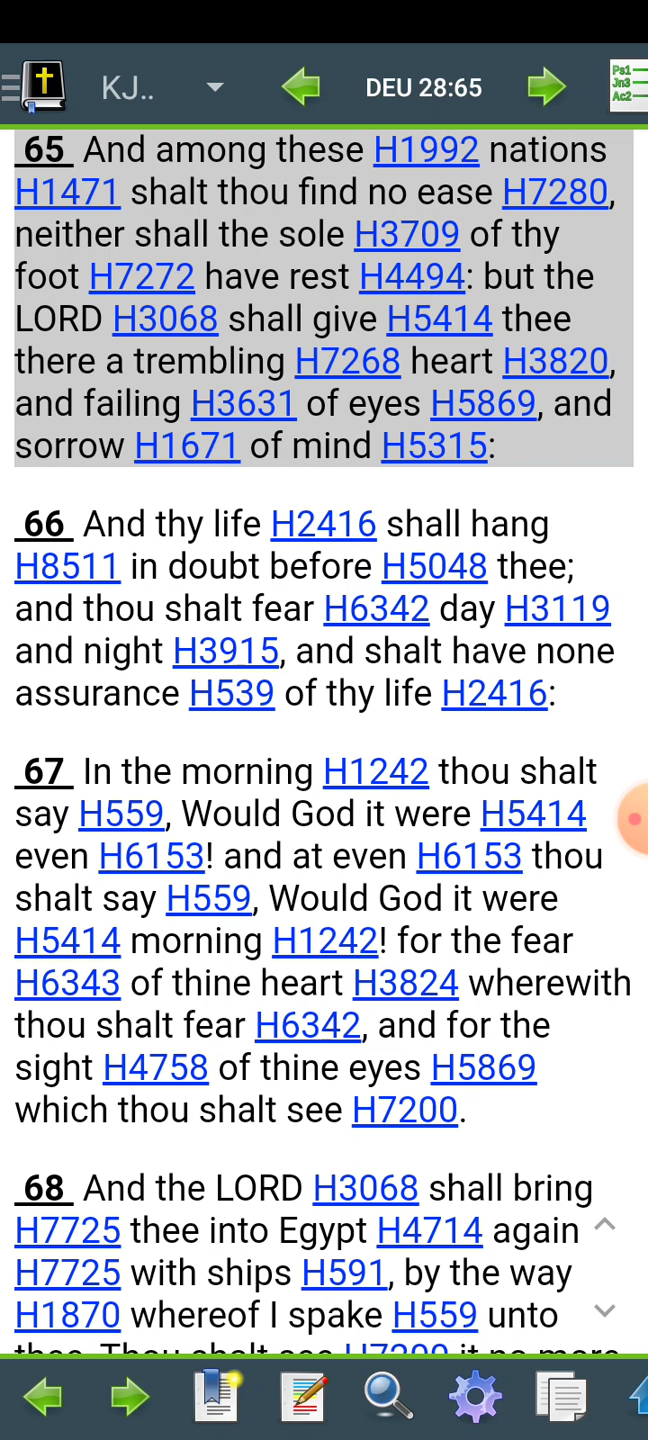 KJ..
DEU 28:65
Ps1
Jn3
Ac2
65 And among these H1992 nations
H1471 shalt thou find no ease H7280,
neither shall the sole H3709 of thy
foot H7272 have rest H4494: but the
LORD H3068 shall give H5414 thee
there a trembling H7268 heart H3820,
and failing H3631 of eyes H5869, and
sorrow H1671 of mind H5315:
66 And thy life H2416 shall hang
H8511 in doubt before H5048 thee;
and thou shalt fear H6342 day H3119
and night H3915, and shalt have none
assurance H539 of thy life H2416:
67 In the morning H1242 thou shalt
say H559, Would God it were H5414
even H6153! and at even H6153 thou
shalt say H559, Would God it were
H5414 morning H1242! for the fear
H6343 of thine heart H3824 wherewith
thou shalt fear H6342, and for the
sight H4758 of thine eyes H5869
which thou shalt see H7200.
68 And the LORD H3068 shall bring
H7725 thee into Egypt H4714 again
H7725 with ships H591, by the way
H1870 whereof I spake H559 unto
thee, Thou shalt see H7200 it no more